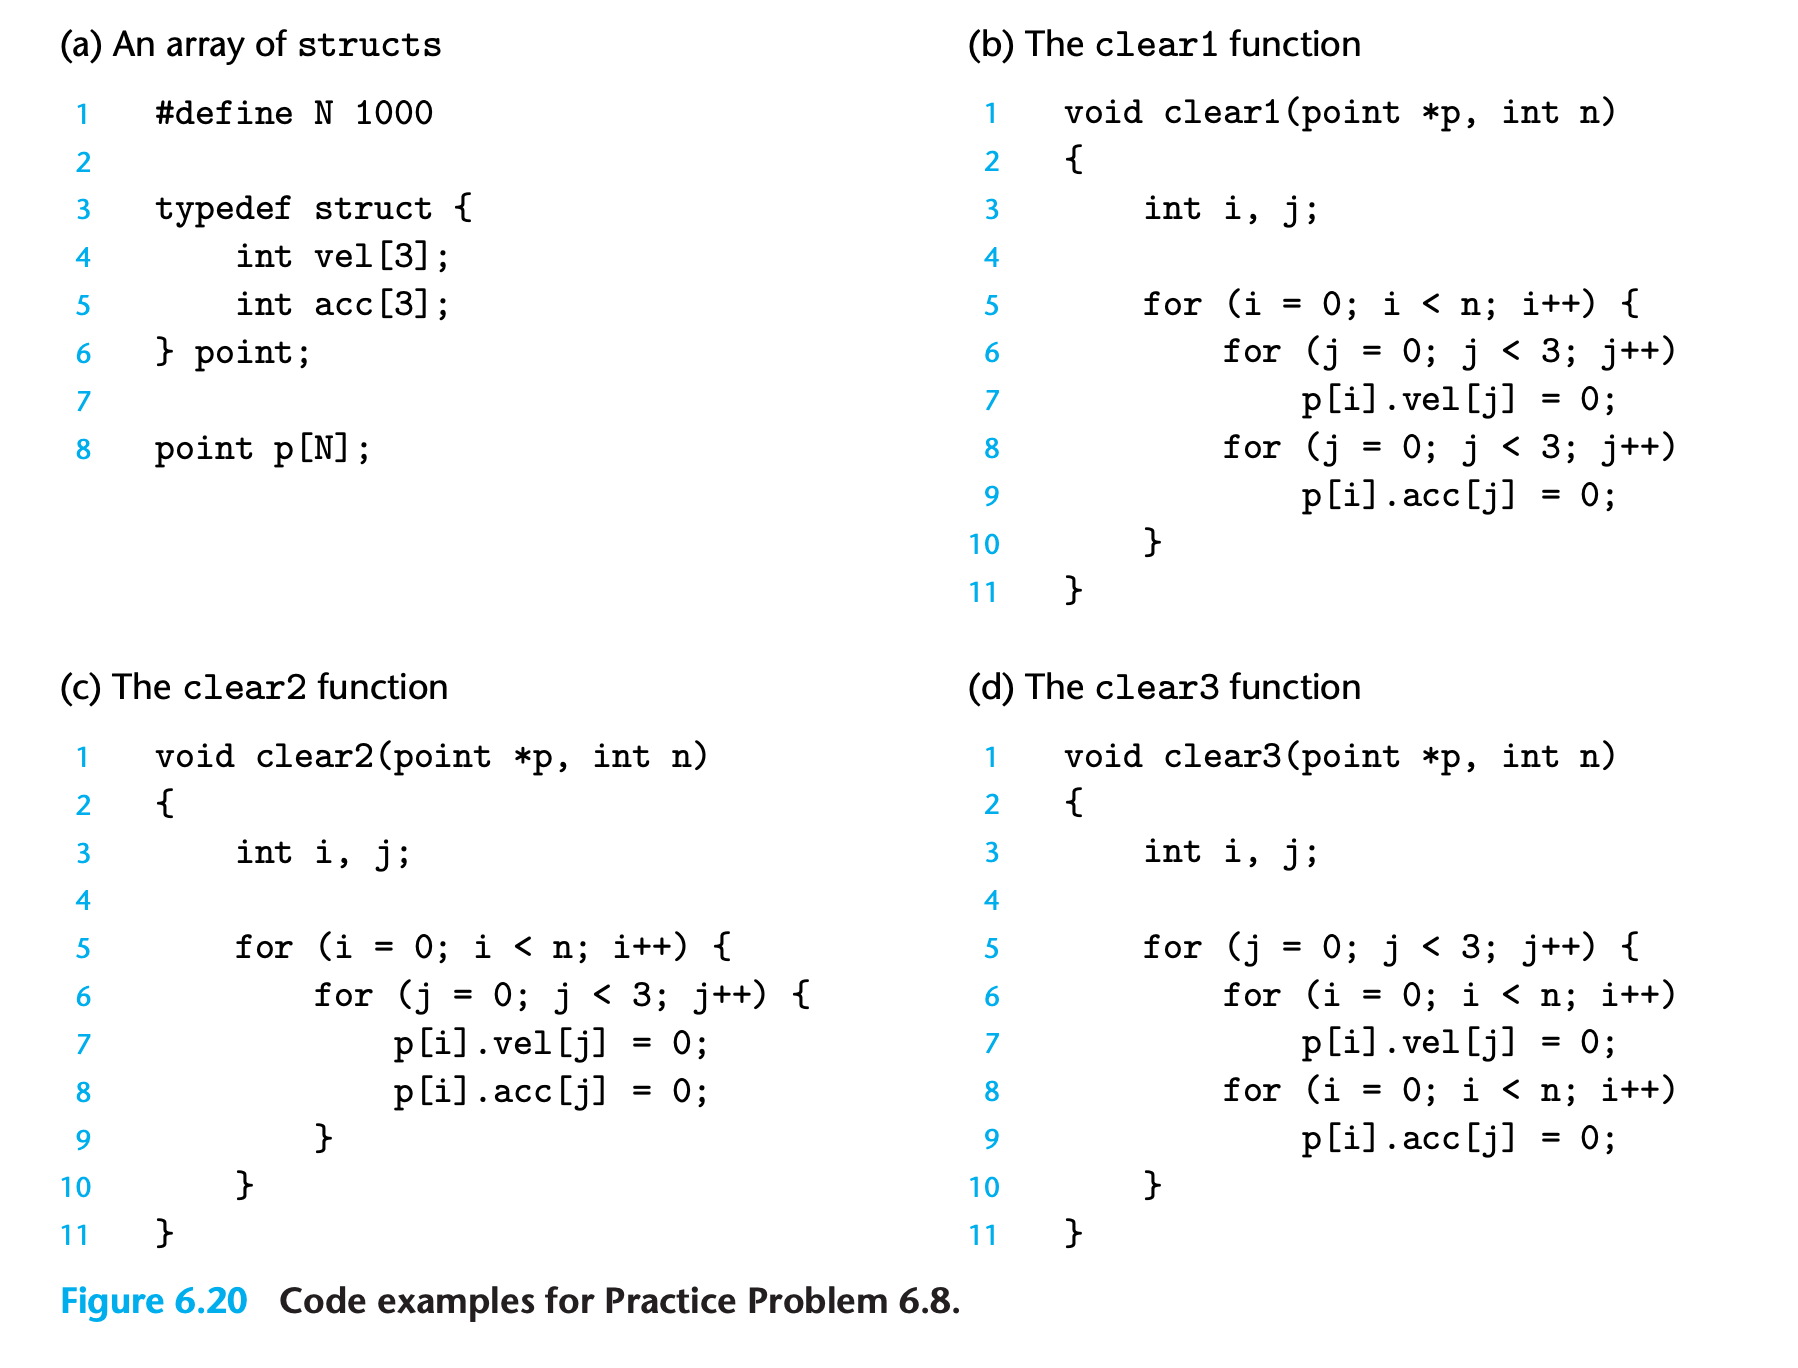 (a) An array of structs
1 #define N 1000
2
3 typedef struct {
4     int vel[3];
5     int acc[3];
6 } point;
7
8 point p[N];
(b) The clear1 function
1 void clear1(point *p, int n)
2 {
3     int i, j;
4
5     for (i = 0; i < n; i++) {
6         for (j = 0; j < 3; j++)
7             p[i].vel[j] = 0;
8         for (j = 0; j < 3; j++)
9             p[i].acc[j] = 0;
10     }
11 }
(c) The clear2 function
1 void clear2(point *p, int n)
2 {
3     int i, j;
4
5     for (i = 0; i < n; i++) {
6         for (j = 0; j < 3; j++) {
7             p[i].vel[j] = 0;
8             p[i].acc[j] = 0;
9         }
10     }
11 }
(d) The clear3 function
1 void clear3(point *p, int n)
2 {
3     int i, j;
4
5     for (j = 0; j < 3; j++) {
6         for (i = 0; i < n; i++)
7             p[i].vel[j] = 0;
8         for (i = 0; i < n; i++)
9             p[i].acc[j] = 0;
10     }
11 }
Figure 6.20 Code examples for Practice Problem 6.8.